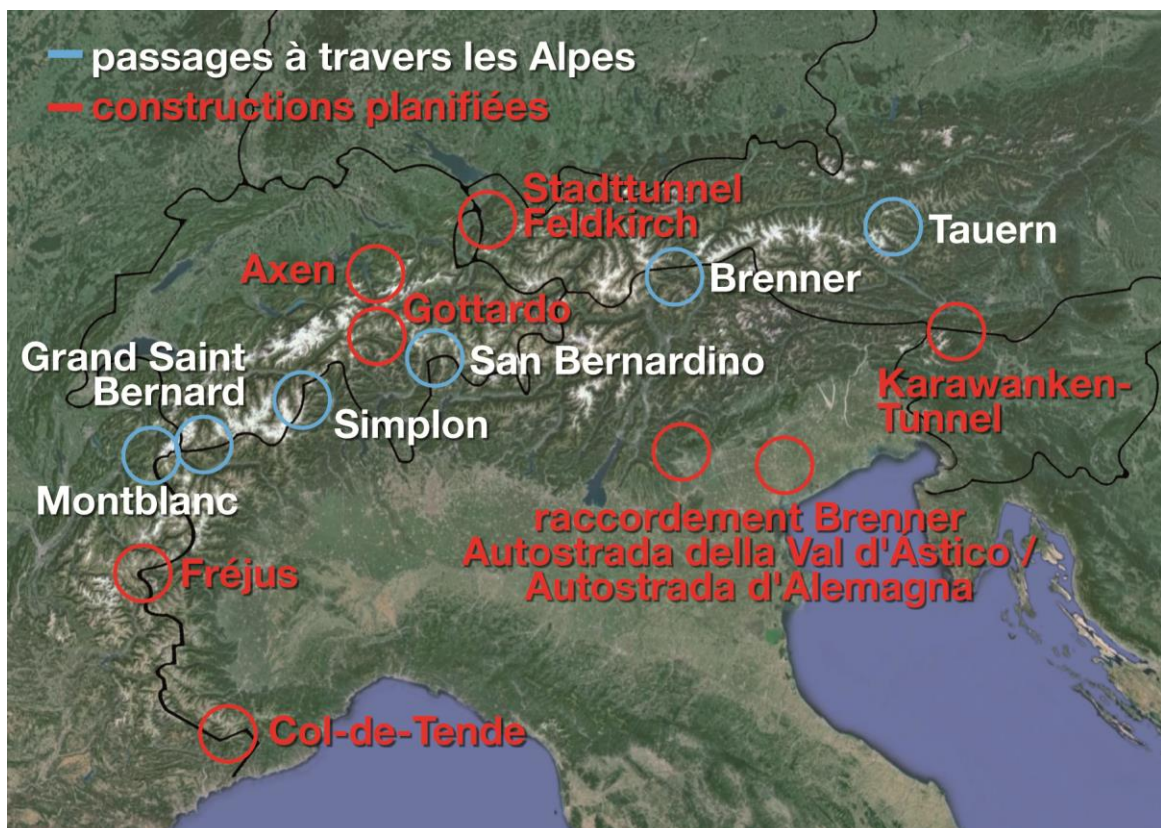 passages à travers les Alpes
constructions planifiées
Stadttunnel
Feldkirch
Tauern
Axen
Brenner
Gottardo
Grand Saint
Bernard
San Bernardino
Simplon
Karawanken-
Tunnel
Montblanc
raccordement Brenner
Autostrada della Val d'Astico /
Autostrada d'Alemagna
Fréjus
Col-de-Tende